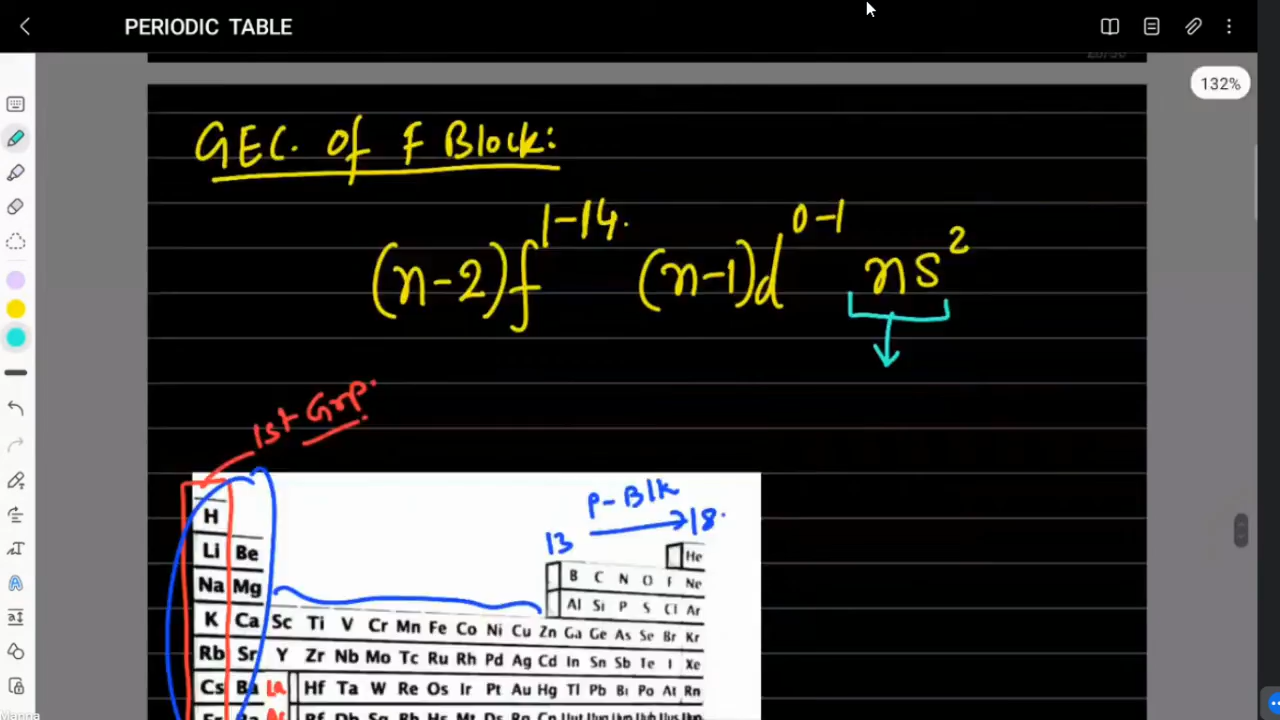 PERIODIC TABLE
132%
GEC. of F Block:
(n-2)f^1-14. (n-1)d^0-1 ns^2
1st Grp.
P-Blk
13 18.
H
He
Li Be B C N O F Ne
Na Mg Al Si P S Cl Ar
K Ca Sc Ti V Cr Mn Fe Co Ni Cu Zn Ga Ge As Se Br Kr
Rb Sr Y Zr Nb Mo Tc Ru Rh Pd Ag Cd In Sn Sb Te I Xe
Cs Ba La Hf Ta W Re Os Ir Pt Au Hg Tl Pb Bi Po At Rn